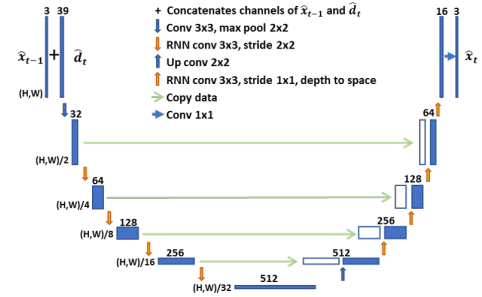 3 39
x̂t−1 + d̂t
(H,W)
+ Concatenates channels of x̂t−1 and d̂t
Conv 3x3, max pool 2x2
RNN conv 3x3, stride 2x2
Up conv 2x2
RNN conv 3x3, stride 1x1, depth to space
Copy data
Conv 1x1
16 3
x̂t
32
64
(H,W)/2
64
128
(H,W)/4
128
256
(H,W)/8
256
512
(H,W)/16
512
(H,W)/32